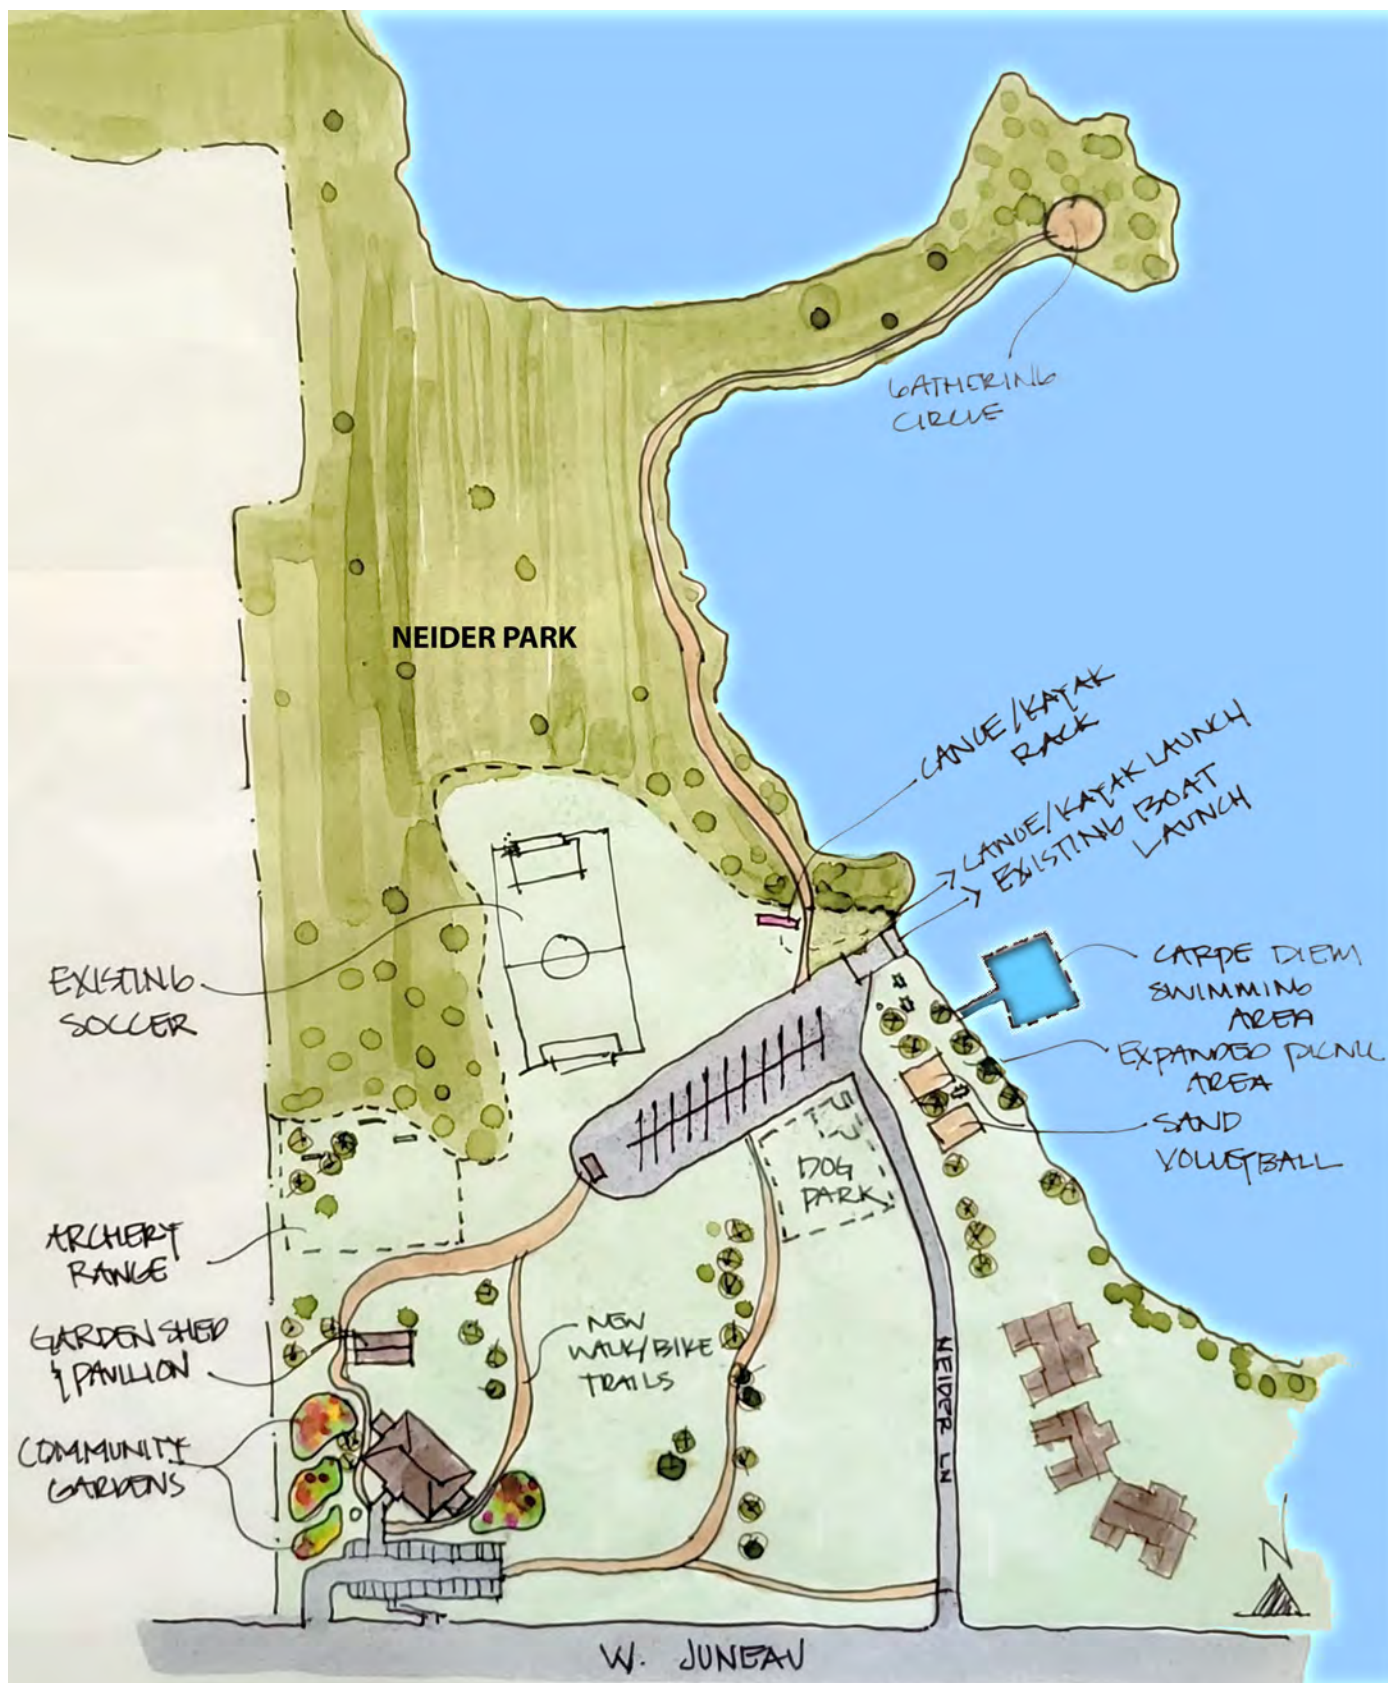 GATHERING
CIRCLE
NEIDER PARK
CANOE/KAYAK
RACK
CANOE/KAYAK LAUNCH
EXISTING BOAT
LAUNCH
EXISTING
SOCCER
CARPE DIEM
SWIMMING
AREA
EXPANDED PICNIC
AREA
SAND
VOLLEYBALL
DOG
PARK
ARCHERY
RANGE
GARDEN SHED
& PAVILION
NEW
WALK/BIKE
TRAILS
COMMUNITY
GARDENS
NEIDER LN
N
W. JUNEAU